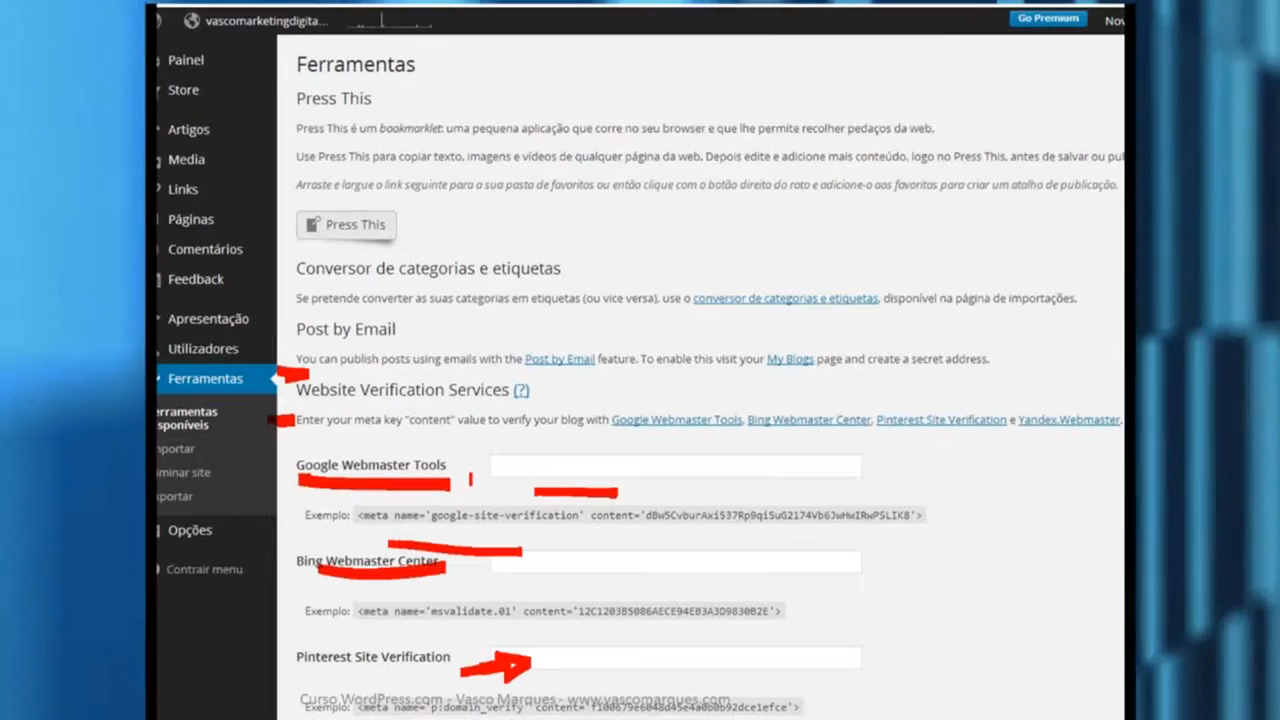 vascomarketingdigita...
Go Premium
Nov
Painel
Store
Artigos
Media
Links
Páginas
Comentários
Feedback
Apresentação
Utilizadores
Ferramentas
erramentas
sponíveis
mportar
iminar site
xportar
Opções
Contrair menu
Ferramentas
Press This
Press This é um bookmarklet: uma pequena aplicação que corre no seu browser e que lhe permite recolher pedaços da web.
Use Press This para copiar texto, imagens e vídeos de qualquer página da web. Depois edite e adicione mais conteúdo, logo no Press This, antes de salvar ou pub
Arraste e largue o link seguinte para a sua pasta de favoritos ou então clique com o botão direito do rato e adicione-o aos favoritos para criar um atalho de publicação.
Press This
Conversor de categorias e etiquetas
Se pretende converter as suas categorias em etiquetas (ou vice versa), use o conversor de categorias e etiquetas, disponível na página de importações.
Post by Email
You can publish posts using emails with the Post by Email feature. To enable this visit your My Blogs page and create a secret address.
Website Verification Services (?)
Enter your meta key "content" value to verify your blog with Google Webmaster Tools, Bing Webmaster Center, Pinterest Site Verification e Yandex.Webmaster.
Google Webmaster Tools
Exemplo: <meta name='google-site-verification' content='dBw5CvburAxi537Rp9qi5uG2174Vb6JwHwIRwPSLIK8'>
Bing Webmaster Center
Exemplo: <meta name='msvalidate.01' content='12C1203B5086AECE94EB3A3D9830B2E'>
Pinterest Site Verification
Curso WordPress.com - Vasco Marques - www.vascomarques.com
Exemplo: <meta name='p:domain_verify' content='f100679e6048d45e4a0b0b92dce1efce'>